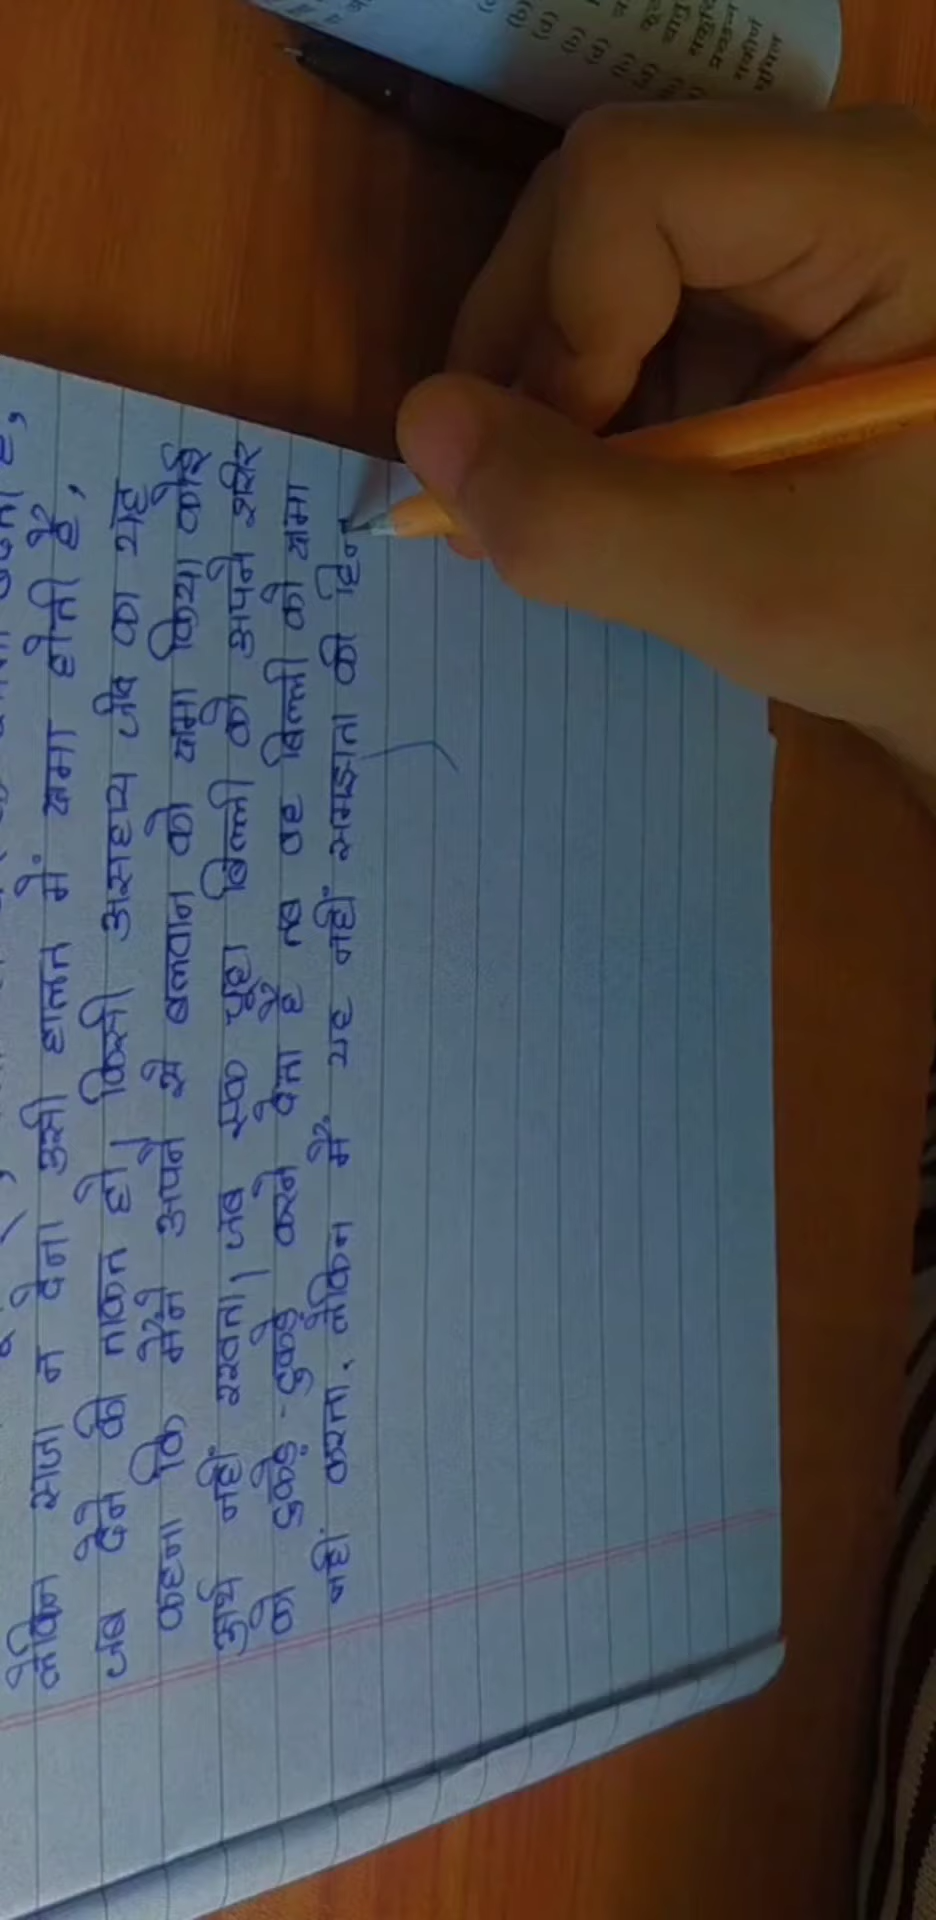 लेकिन सजा न देना उसी हालत में क्षमा होती है,
जब देने की ताकत हो। किसी असहाय जीव का यह
कहना कि मैंने अपने से बलवान को क्षमा किया कोई
अर्थ नहीं रखता। जब एक चूहा बिल्ली को अपने शरीर
के टुकड़े-टुकड़े करने देता है तब वह बिल्ली को क्षमा
नहीं करता. लेकिन मैं यह नहीं समझता की